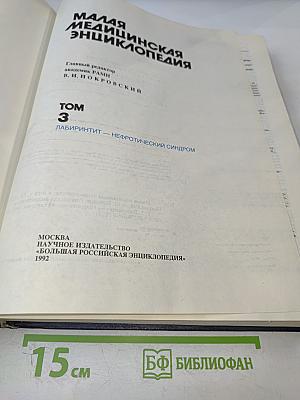 МАЛАЯ
МЕДИЦИНСКАЯ
ЭНЦИКЛОПЕДИЯ
Главный редактор
академик РАМН
В. И. ПОКРОВСКИЙ
ТОМ
3
ЛАБИРИНТИТ — НЕФРОТИЧЕСКИЙ СИНДРОМ
МОСКВА
НАУЧНОЕ ИЗДАТЕЛЬСТВО
«БОЛЬШАЯ РОССИЙСКАЯ ЭНЦИКЛОПЕДИЯ»
1992
15 см
БФ БИБЛИОФАН